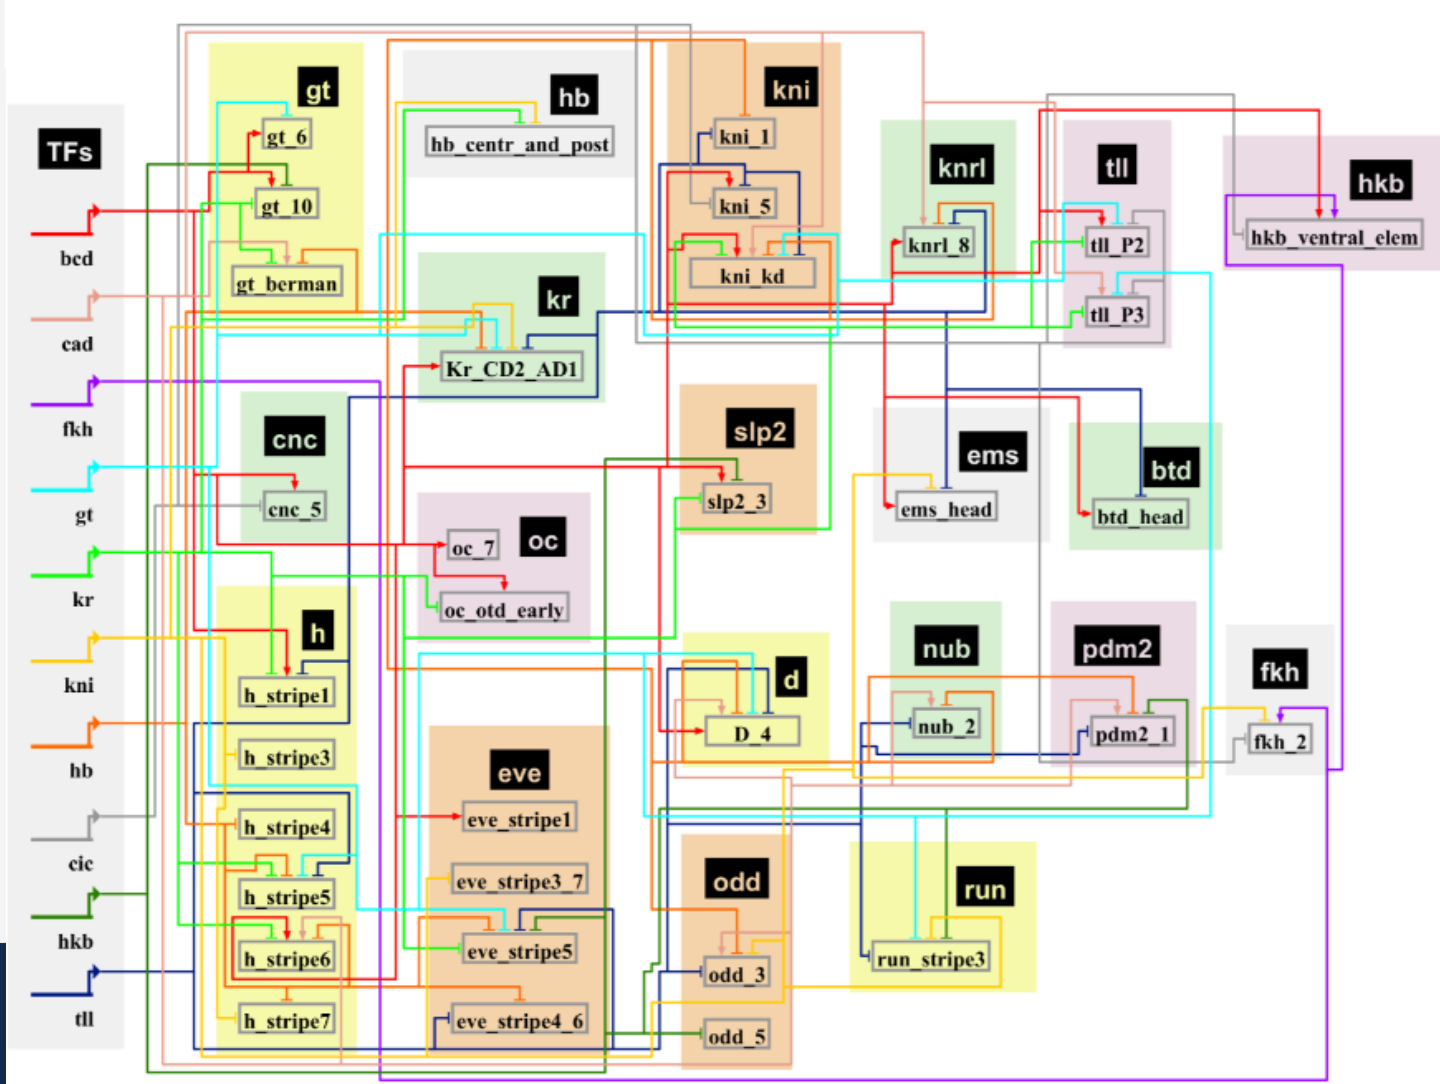 TFs
bcd
cad
fkh
gt
kr
kni
hb
cic
hkb
tll
gt
gt_6
gt_10
gt_berman
hb
hb_centr_and_post
kni
kni_1
kni_5
kni_kd
knrl
knrl_8
tll
tll_P2
tll_P3
hkb
hkb_ventral_elem
kr
Kr_CD2_AD1
cnc
cnc_5
slp2
slp2_3
ems
ems_head
btd
btd_head
oc
oc_7
oc_otd_early
h
h_stripe1
h_stripe3
h_stripe4
h_stripe5
h_stripe6
h_stripe7
d
D_4
nub
nub_2
pdm2
pdm2_1
fkh
fkh_2
eve
eve_stripe1
eve_stripe3_7
eve_stripe5
eve_stripe4_6
odd
odd_3
odd_5
run
run_stripe3